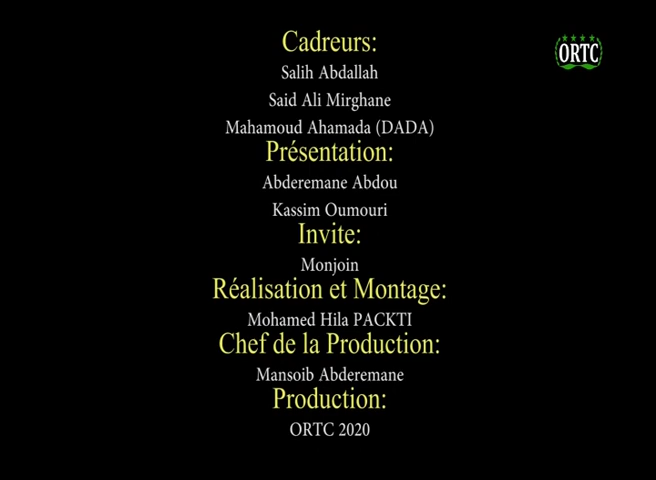 Cadreurs:
ORTC
Salih Abdallah
Said Ali Mirghane
Mahamoud Ahamada (DADA)
Présentation:
Abderemane Abdou
Kassim Oumouri
Invite:
Monjoin
Réalisation et Montage:
Mohamed Hila PACKTI
Chef de la Production:
Mansoib Abderemane
Production:
ORTC 2020